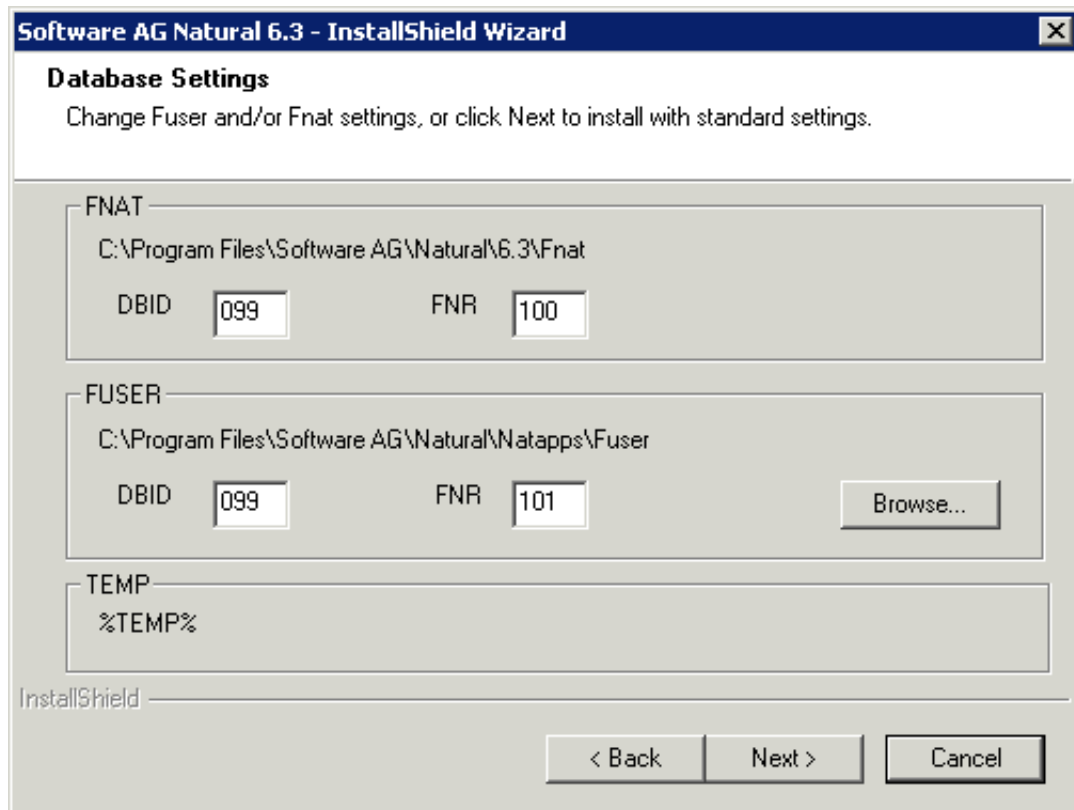 Software AG Natural 6.3 - InstallShield Wizard
Database Settings
Change Fuser and/or Fnat settings, or click Next to install with standard settings.
FNAT
C:\Program Files\Software AG\Natural\6.3\Fnat
DBID 099 FNR 100
FUSER
C:\Program Files\Software AG\Natural\Natapps\Fuser
DBID 099 FNR 101 Browse...
TEMP
%TEMP%
InstallShield
< Back Next > Cancel